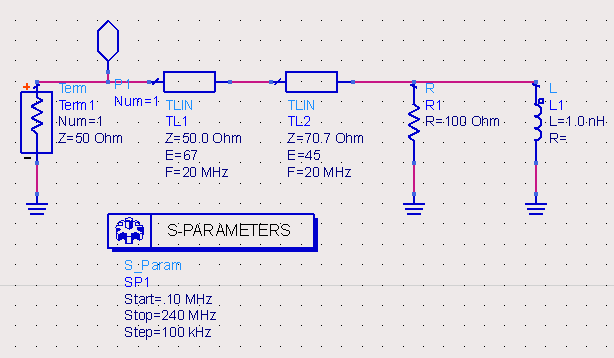 Term
Term1
Num=1
Z=50 Ohm
P1
Num=1
TLIN
TL1
Z=50.0 Ohm
E=67
F=20 MHz
TLIN
TL2
Z=70.7 Ohm
E=45
F=20 MHz
R
R1
R=100 Ohm
L
L1
L=1.0 nH
R=
S-PARAMETERS
S_Param
SP1
Start=.10 MHz
Stop=240 MHz
Step=100 kHz